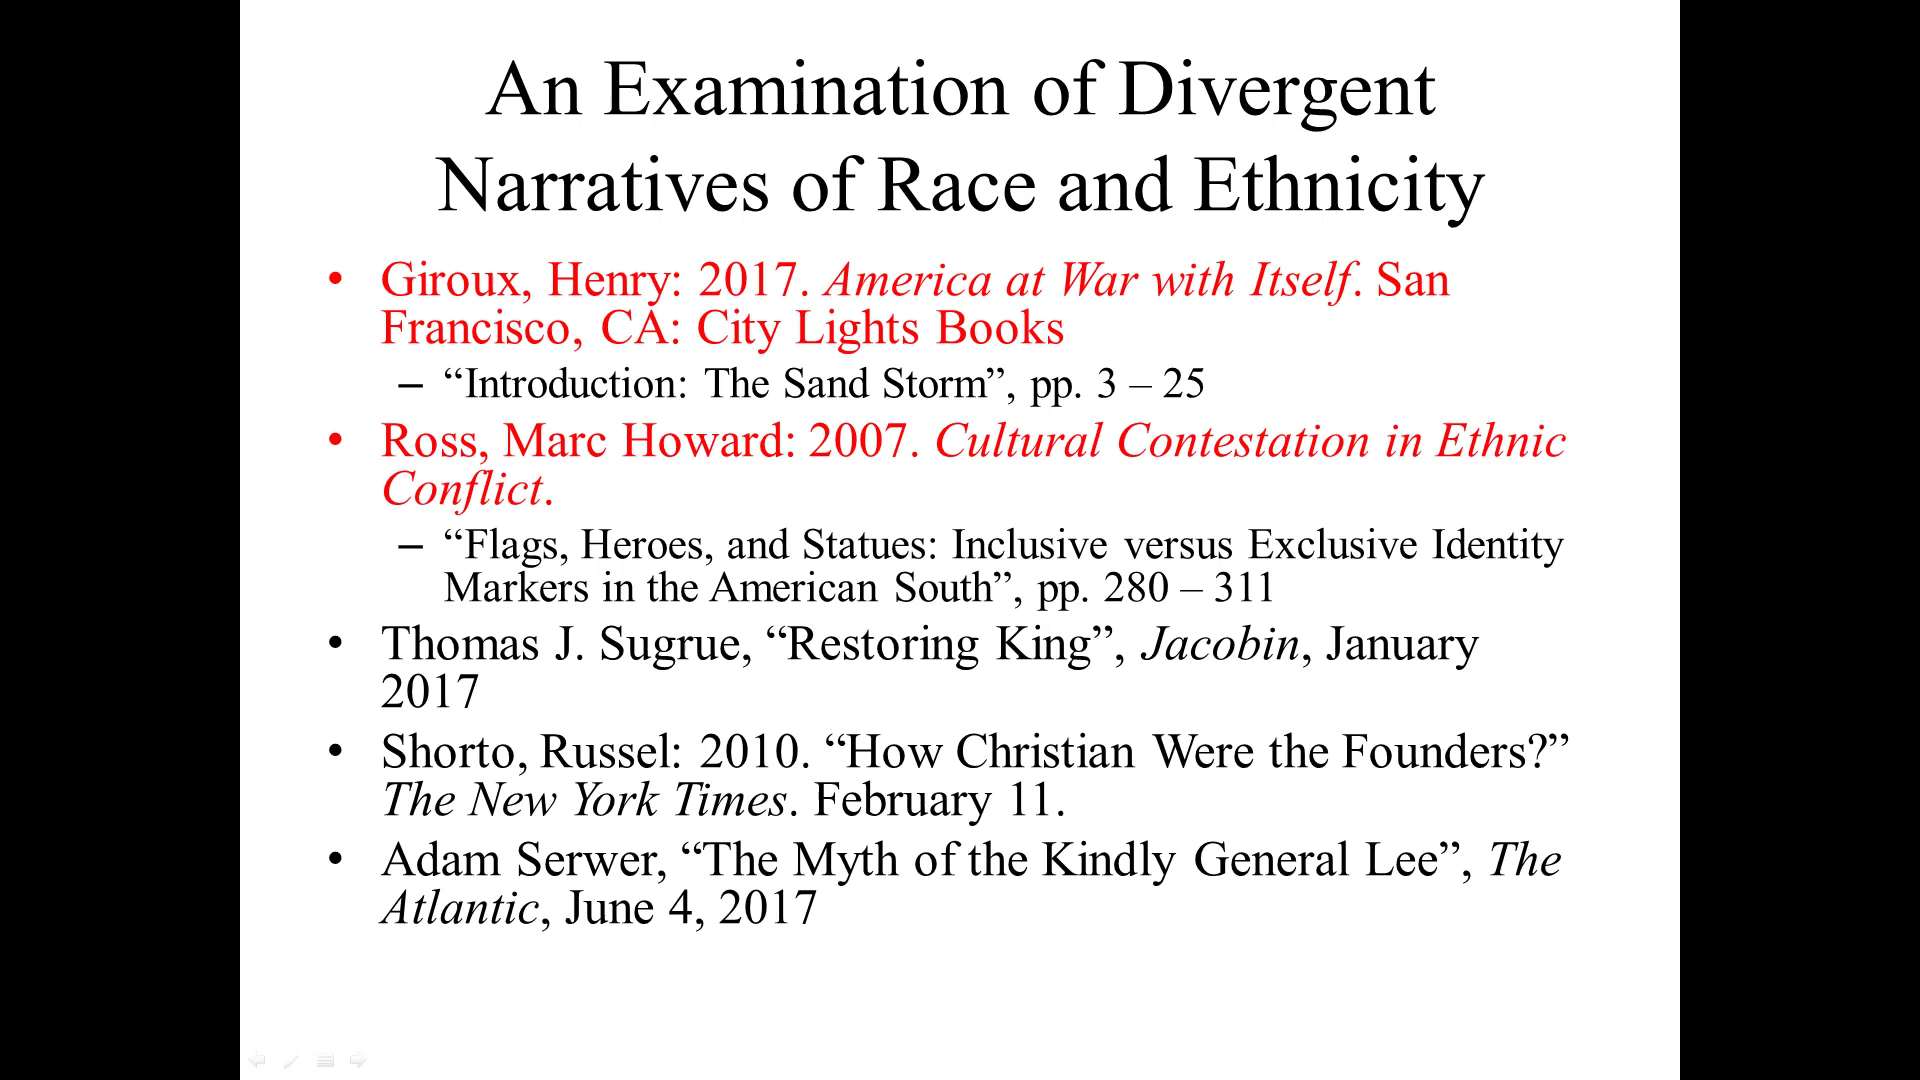 An Examination of Divergent
Narratives of Race and Ethnicity
• Giroux, Henry: 2017. America at War with Itself. San
Francisco, CA: City Lights Books
– “Introduction: The Sand Storm”, pp. 3 – 25
• Ross, Marc Howard: 2007. Cultural Contestation in Ethnic
Conflict.
– “Flags, Heroes, and Statues: Inclusive versus Exclusive Identity
Markers in the American South”, pp. 280 – 311
• Thomas J. Sugrue, “Restoring King”, Jacobin, January
2017
• Shorto, Russel: 2010. “How Christian Were the Founders?”
The New York Times. February 11.
• Adam Serwer, “The Myth of the Kindly General Lee”, The
Atlantic, June 4, 2017